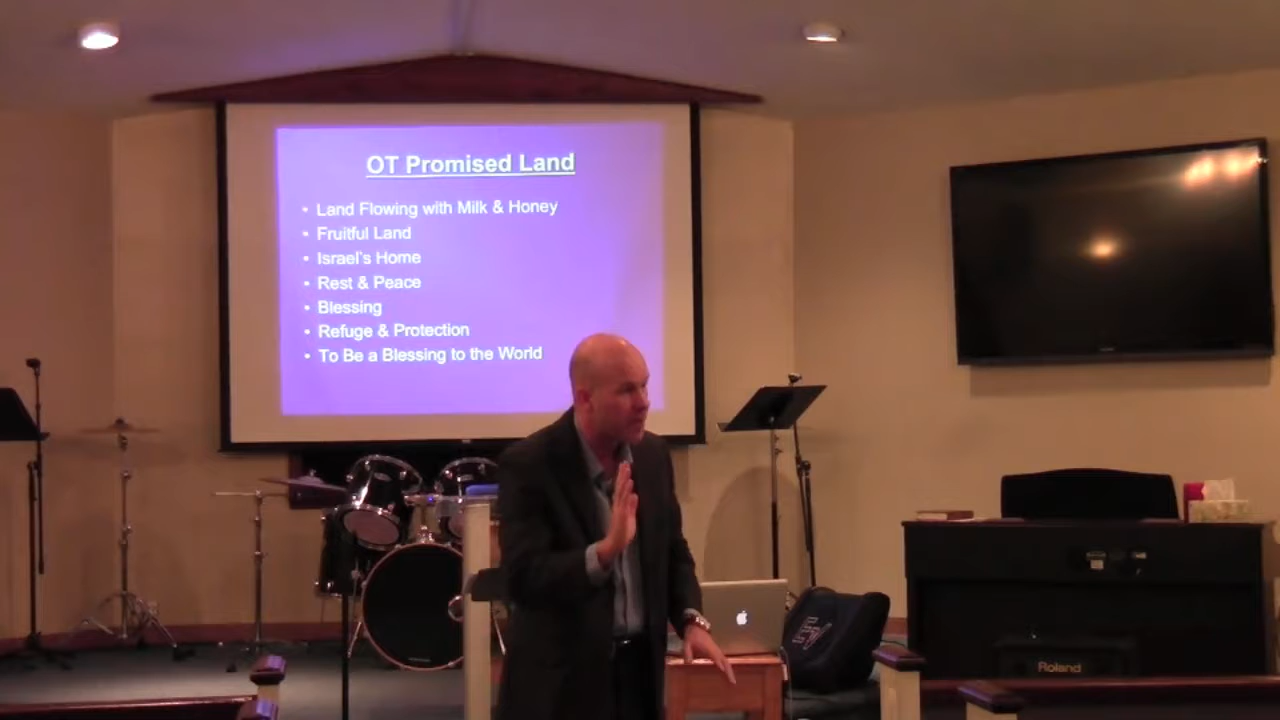 OT Promised Land
• Land Flowing with Milk & Honey
• Fruitful Land
• Israel's Home
• Rest & Peace
• Blessing
• Refuge & Protection
• To Be a Blessing to the World
Roland